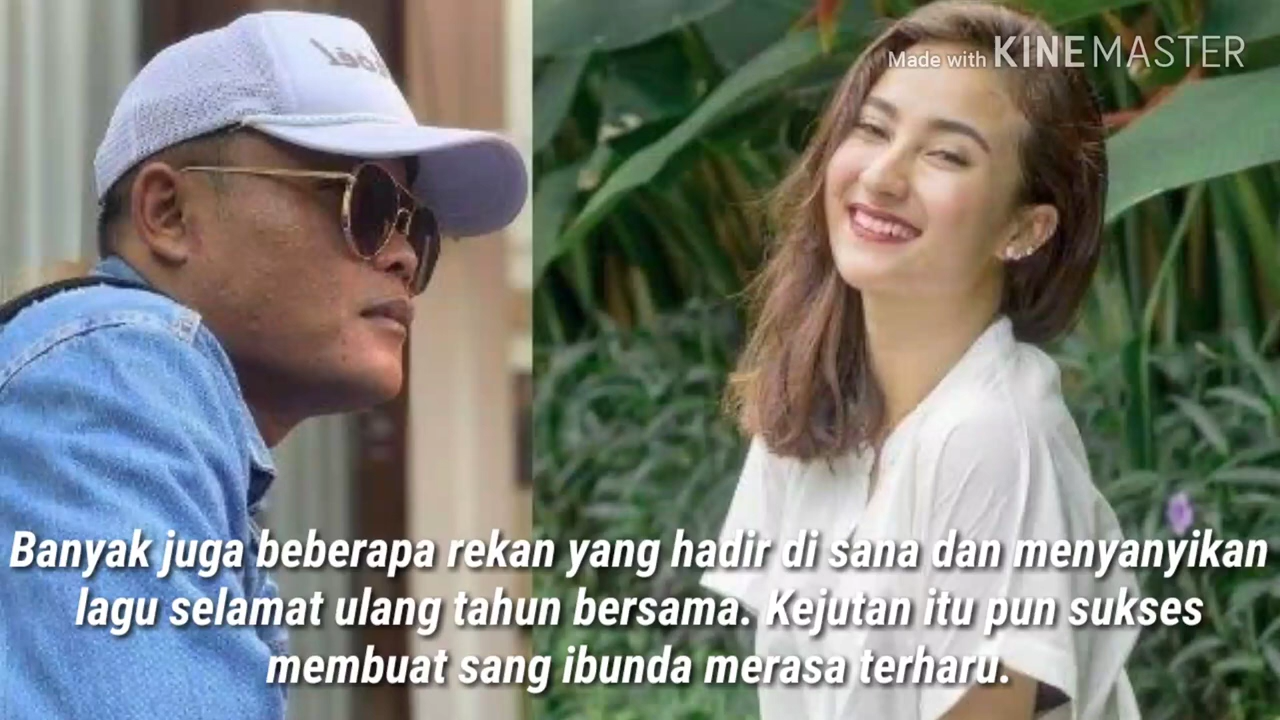 Made with KINEMASTER
Banyak juga beberapa rekan yang hadir di sana dan menyanyikan
lagu selamat ulang tahun bersama. Kejutan itu pun sukses
membuat sang ibunda merasa terharu.